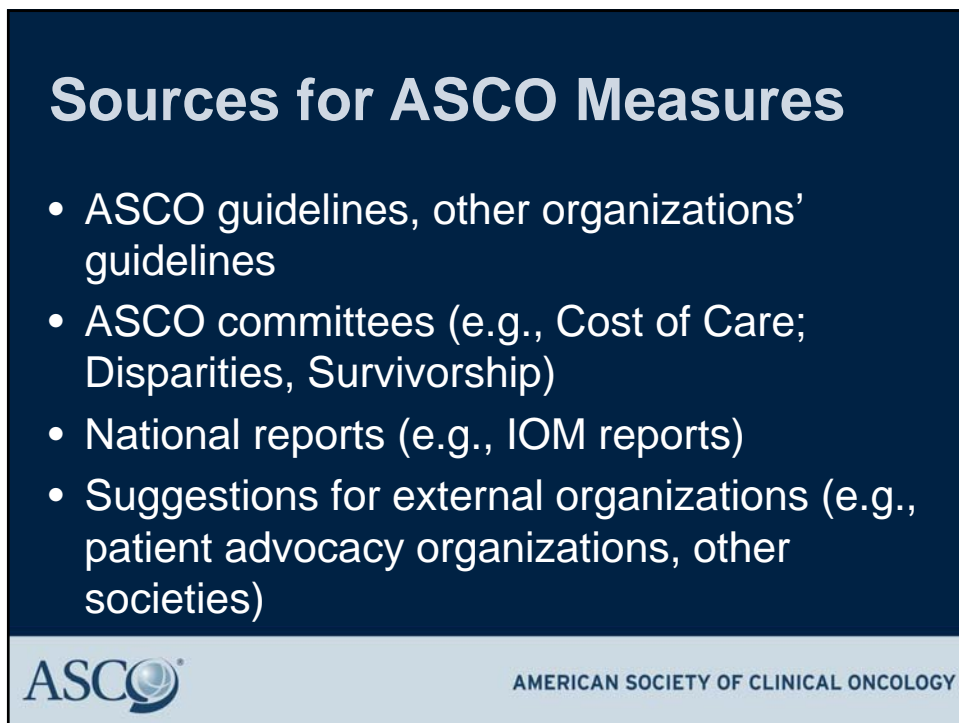 Sources for ASCO Measures
• ASCO guidelines, other organizations’
guidelines
• ASCO committees (e.g., Cost of Care;
Disparities, Survivorship)
• National reports (e.g., IOM reports)
• Suggestions for external organizations (e.g.,
patient advocacy organizations, other
societies)
ASCO®
AMERICAN SOCIETY OF CLINICAL ONCOLOGY